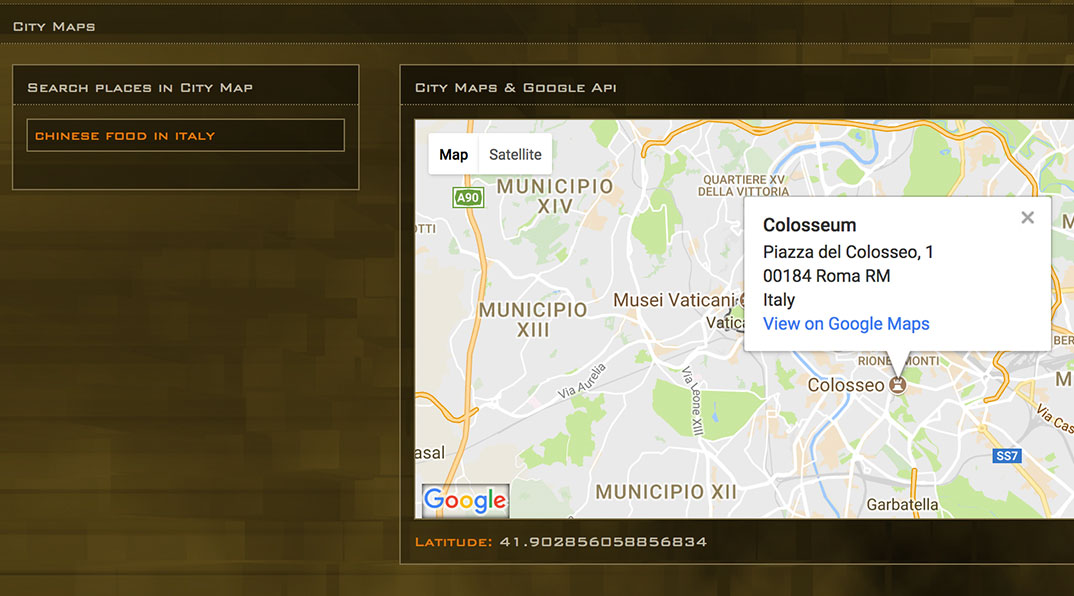 City Maps
Search places in City Map
chinese food in italy
City Maps & Google Api
Map
Satellite
QUARTIERE XV
DELLA VITTORIA
MUNICIPIO
XIV
A90
OTTI
Colosseum
Piazza del Colosseo, 1
00184 Roma RM
Italy
View on Google Maps
Musei Vaticani
Vatica
MUNICIPIO
XIII
BER
RIONE
MONTI
Colosseo
Via Aurelia
Via Leone XIII
M
M
Via Cas
asal
SS7
MUNICIPIO XII
Garbatella
Google
Latitude: 41.902856058856834